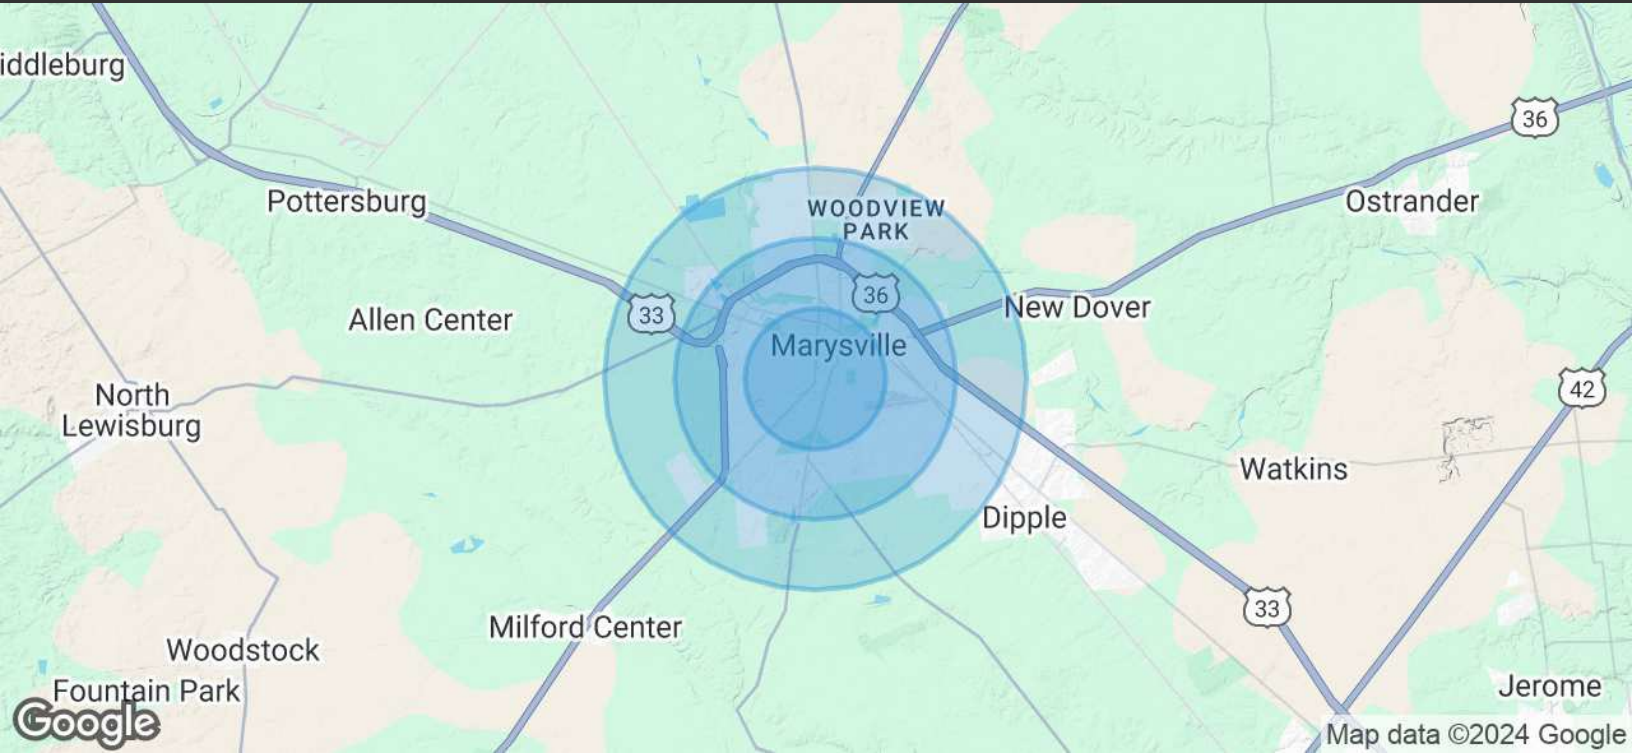 iddleburg
36
Pottersburg
Ostrander
WOODVIEW
PARK
36
33
New Dover
Allen Center
Marysville
North
Lewisburg
42
Watkins
Dipple
33
Milford Center
Woodstock
Fountain Park
Jerome
Google
Map data ©2024 Google